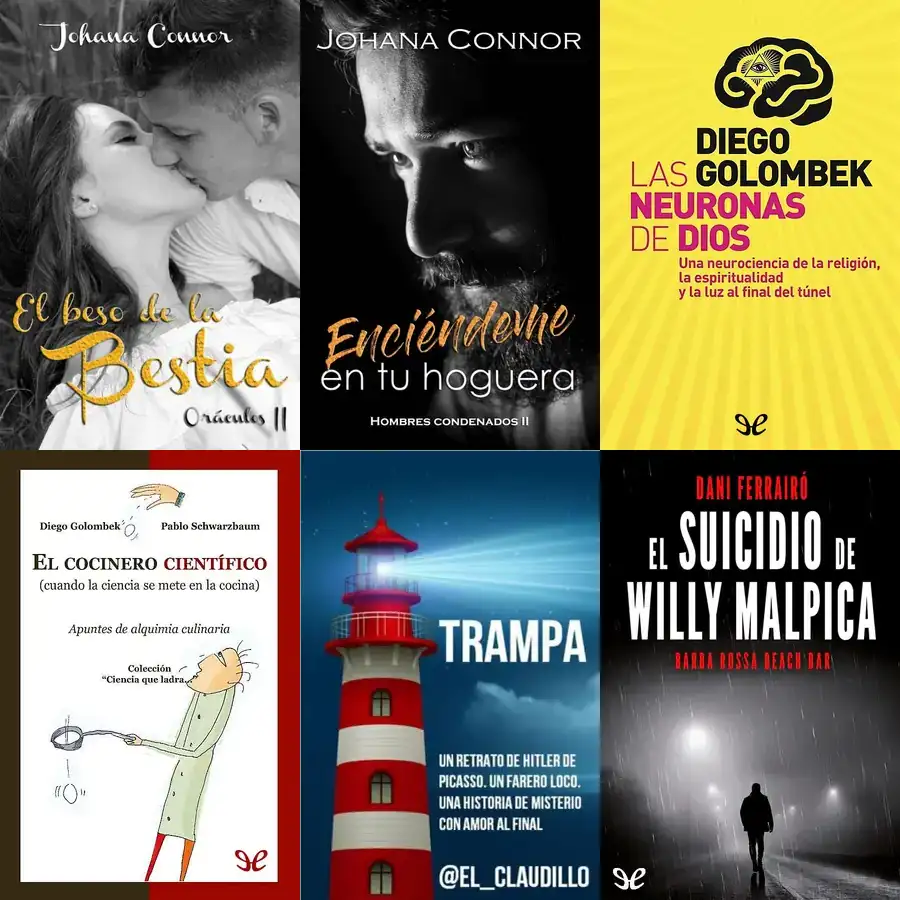 Johana Connor
El beso de la
Bestia
Oráculos II
JOHANA CONNOR
Enciéndeme
en tu hoguera
HOMBRES CONDENADOS II
DIEGO
LAS GOLOMBEK
NEURONAS
DE DIOS
Una neurociencia de la religión,
la espiritualidad
y la luz al final del túnel
Diego Golombek
Pablo Schwarzbaum
EL COCINERO CIENTÍFICO
(cuando la ciencia se mete en la cocina)
Apuntes de alquimia culinaria
Colección
“Ciencia que ladra...
TRAMPA
UN RETRATO DE HITLER DE
PICASSO. UN FARERO LOCO.
UNA HISTORIA DE MISTERIO
CON AMOR AL FINAL
@EL_CLAUDILLO
DANI FERRAIRÓ
EL SUICIDIO DE
WILLY MALPICA
BARBA ROSSA BEACH BAR